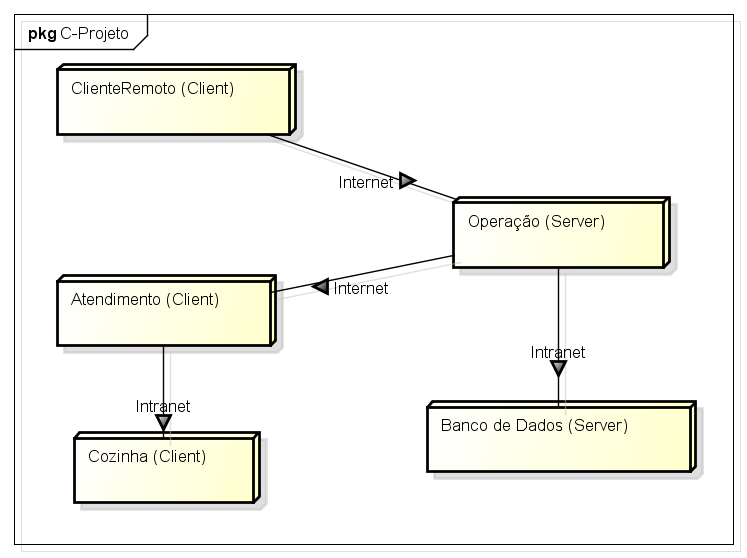 pkg C-Projeto
ClienteRemoto (Client)
Internet
Operação (Server)
Internet
Atendimento (Client)
Intranet
Intranet
Banco de Dados (Server)
Cozinha (Client)